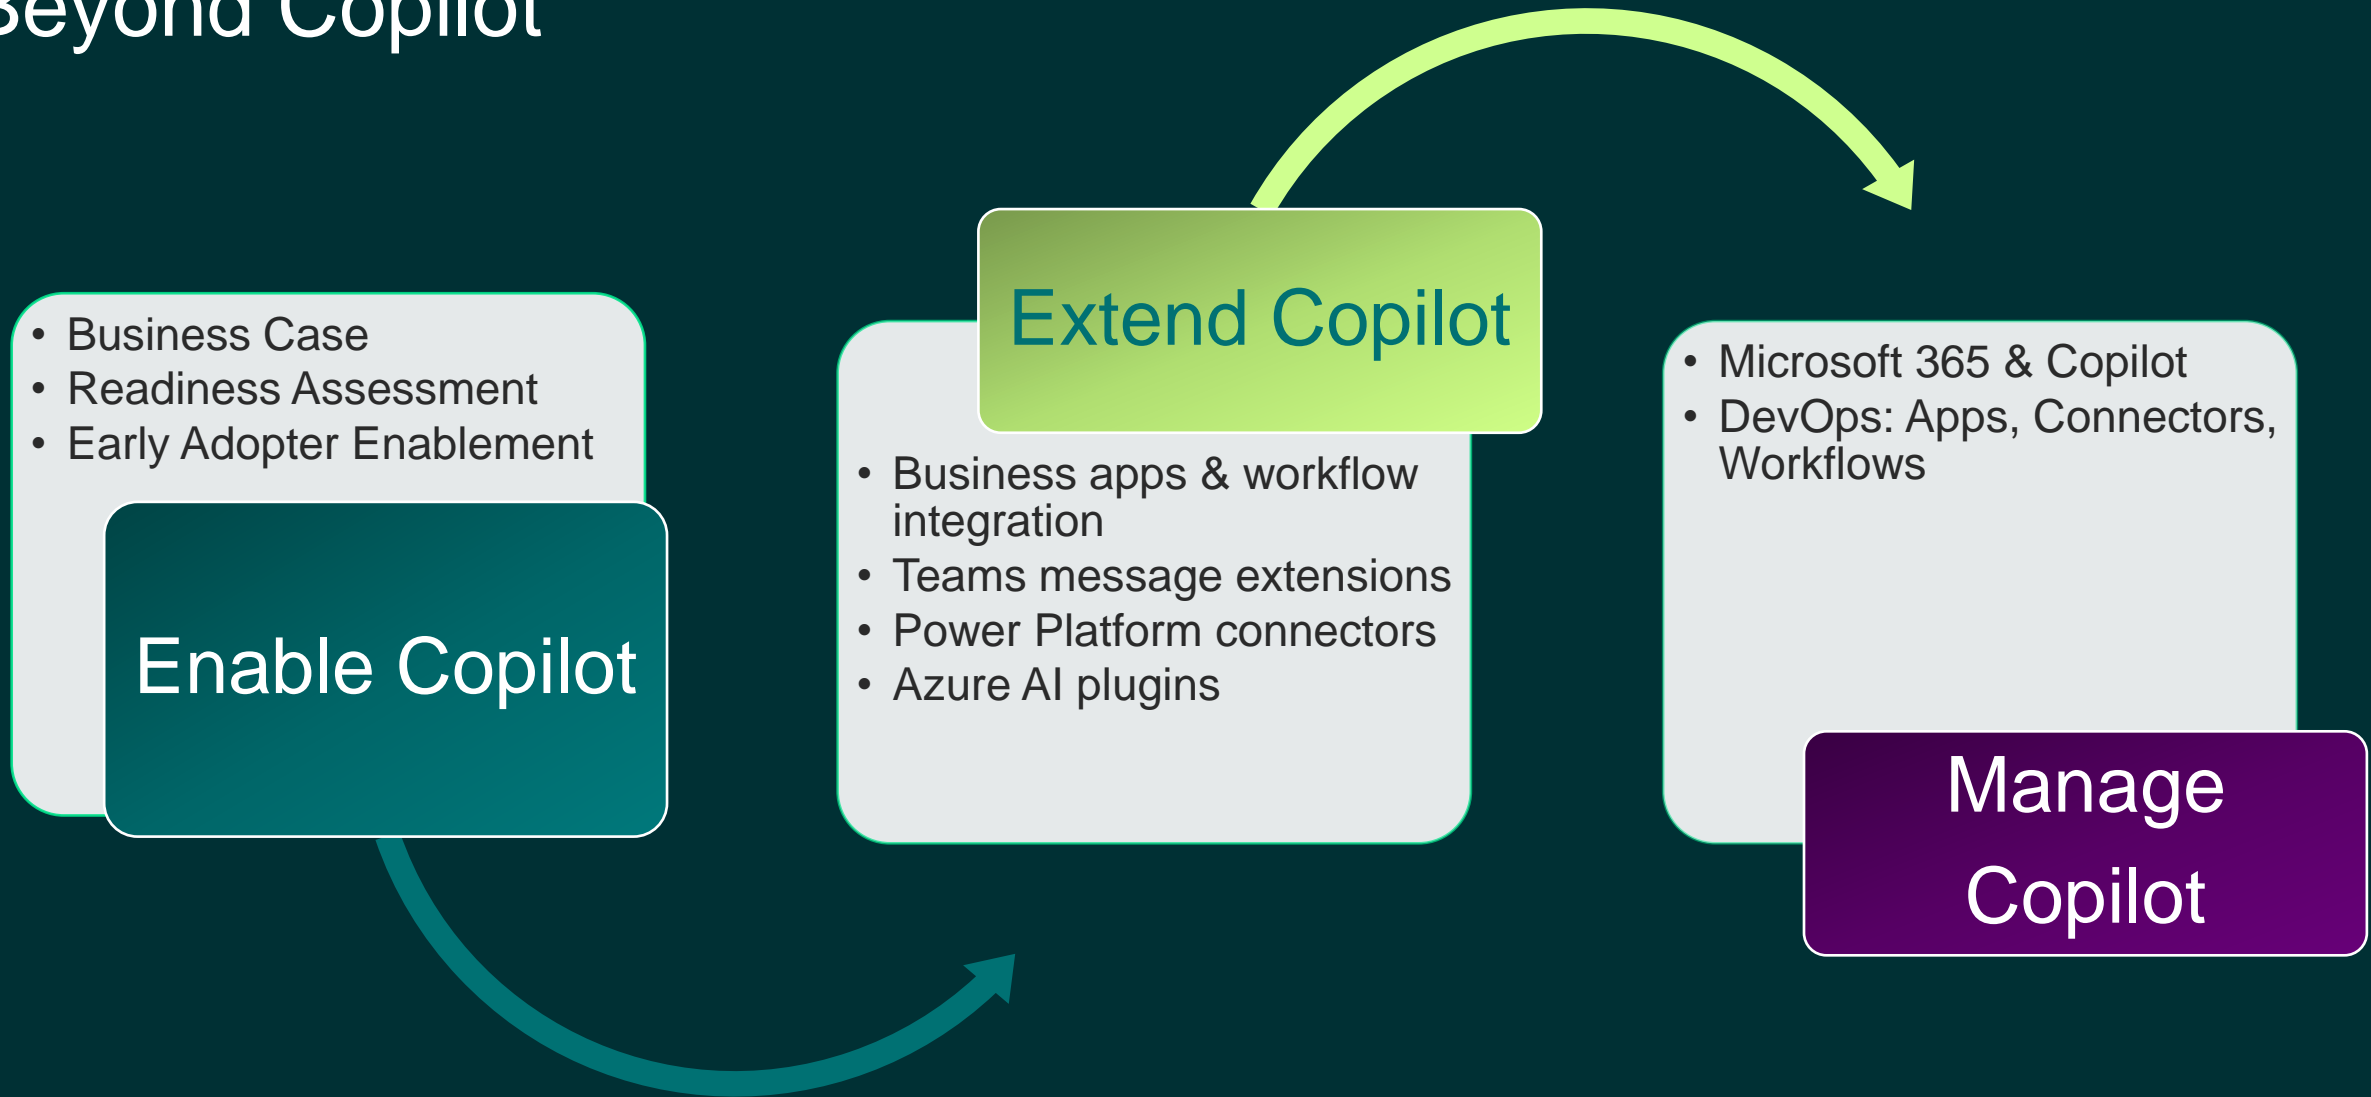 Beyond Copilot
• Business Case
• Readiness Assessment
• Early Adopter Enablement
Enable Copilot
Extend Copilot
• Business apps & workflow
integration
• Teams message extensions
• Power Platform connectors
• Azure AI plugins
• Microsoft 365 & Copilot
• DevOps: Apps, Connectors,
Workflows
Manage
Copilot